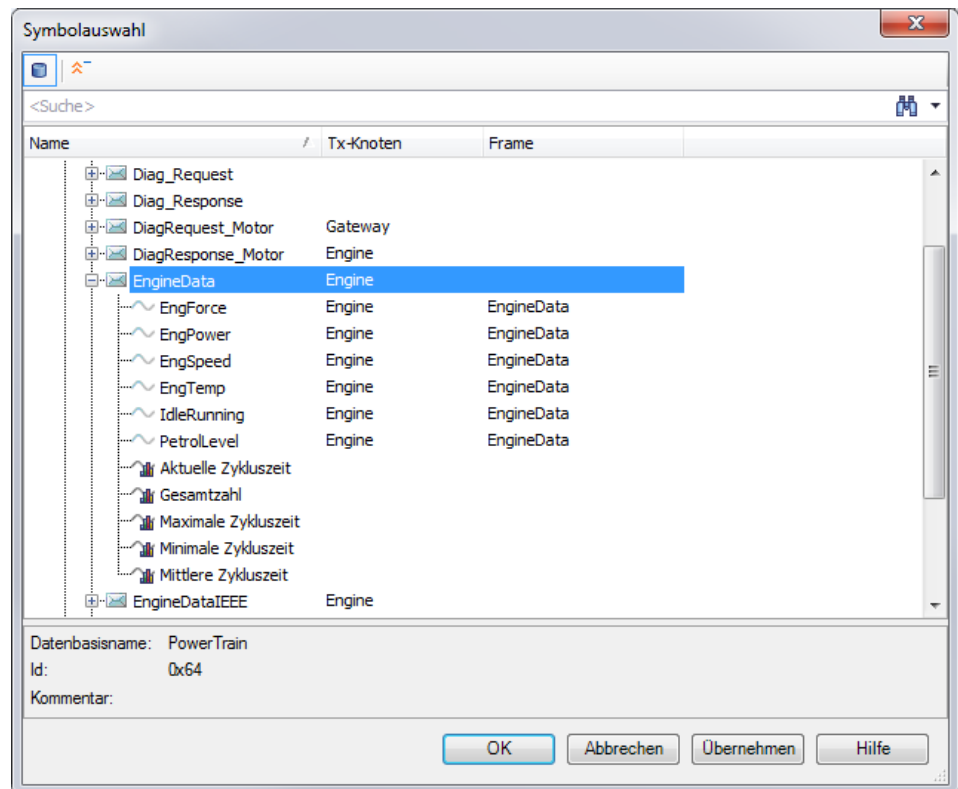 Symbolauswahl
<Suche>
Name Tx-Knoten Frame
Diag_Request
Diag_Response
DiagRequest_Motor Gateway
DiagResponse_Motor Engine
EngineData Engine
EngForce Engine EngineData
EngPower Engine EngineData
EngSpeed Engine EngineData
EngTemp Engine EngineData
IdleRunning Engine EngineData
PetrolLevel Engine EngineData
Aktuelle Zykluszeit
Gesamtzahl
Maximale Zykluszeit
Minimale Zykluszeit
Mittlere Zykluszeit
EngineDataIEEE Engine
Datenbasisname: PowerTrain
Id: 0x64
Kommentar:
OK Abbrechen Übernehmen Hilfe